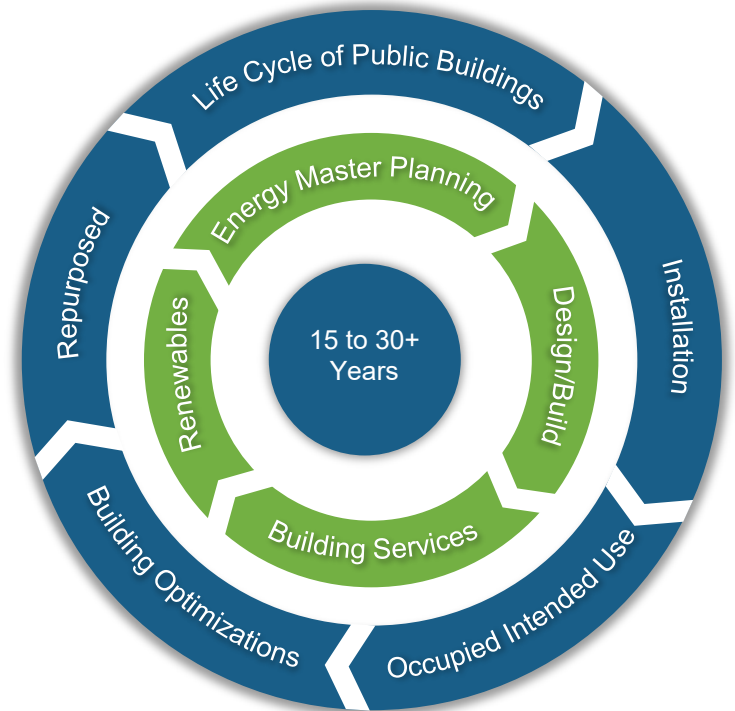 Life Cycle of Public Buildings
Installation
Occupied Intended Use
Building Optimizations
Repurposed
Energy Master Planning
Design/Build
Building Services
Renewables
15 to 30+
Years